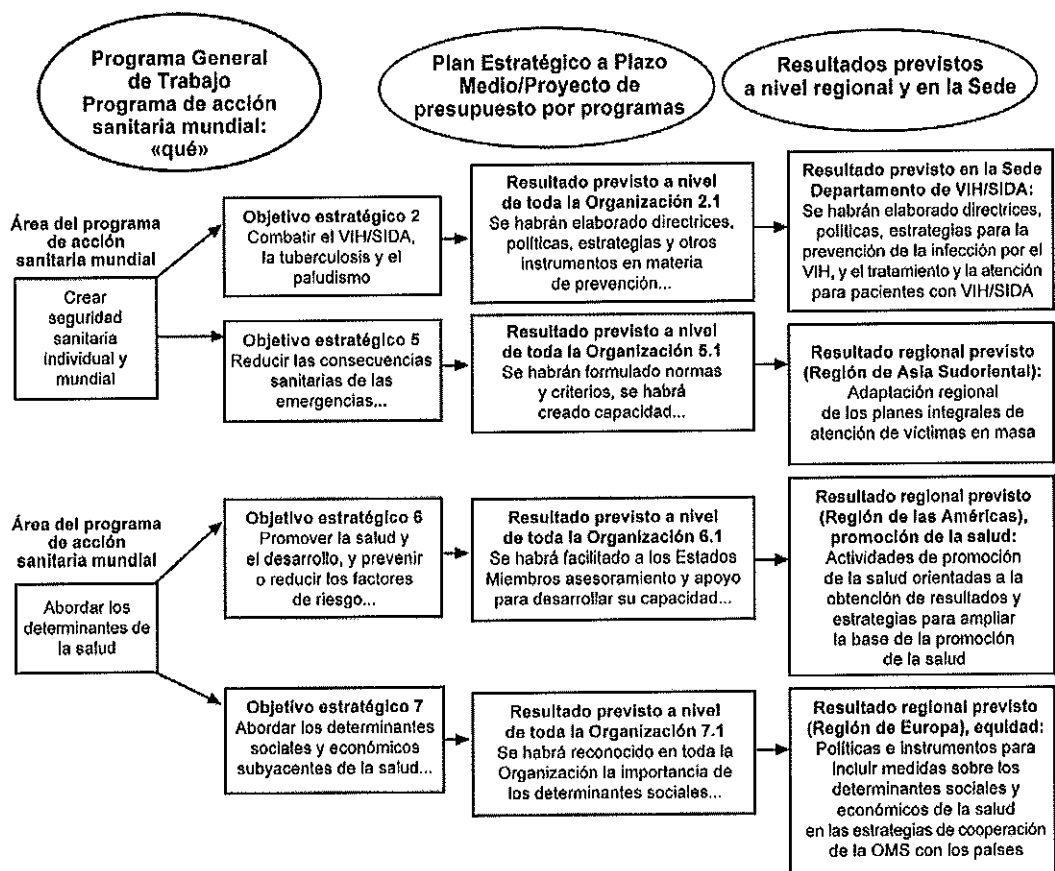 Programa General
de Trabajo
Programa de acción
sanitaria mundial:
«qué»
Plan Estratégico a Plazo
Medio/Proyecto de
presupuesto por programas
Resultados previstos
a nivel regional y en la Sede
Área del programa
de acción
sanitaria mundial
Crear
seguridad
sanitaria
individual y
mundial
Objetivo estratégico 2
Combatir el VIH/SIDA,
la tuberculosis y el
paludismo
Resultado previsto a nivel
de toda la Organización 2.1
Se habrán elaborado directrices,
políticas, estrategias y otros
instrumentos en materia
de prevención...
Resultado previsto en la Sede
Departamento de VIH/SIDA:
Se habrán elaborado directrices,
políticas, estrategias para la
prevención de la infección por el
VIH, y el tratamiento y la atención
para pacientes con VIH/SIDA
Objetivo estratégico 5
Reducir las consecuencias
sanitarias de las
emergencias...
Resultado previsto a nivel
de toda la Organización 5.1
Se habrán formulado normas
y criterios, se habrá
creado capacidad...
Resultado regional previsto
(Región de Asia Sudoriental):
Adaptación regional
de los planes integrales de
atención de víctimas en masa
Área del programa
de acción
sanitaria mundial
Abordar los
determinantes de
la salud
Objetivo estratégico 6
Promover la salud y
el desarrollo, y prevenir
o reducir los factores
de riesgo...
Resultado previsto a nivel
de toda la Organización 6.1
Se habrá facilitado a los Estados
Miembros asesoramiento y apoyo
para desarrollar su capacidad...
Resultado regional previsto
(Región de las Américas),
promoción de la salud:
Actividades de promoción
de la salud orientadas a la
obtención de resultados y
estrategias para ampliar
la base de la promoción
de la salud
Objetivo estratégico 7
Abordar los determinantes
sociales y económicos
subyacentes de la salud...
Resultado previsto a nivel
de toda la Organización 7.1
Se habrá reconocido en toda la
Organización la importancia de
los determinantes sociales...
Resultado regional previsto
(Región de Europa), equidad:
Políticas e instrumentos para
incluir medidas sobre los
determinantes sociales y
económicos de la salud
en las estrategias de cooperación
de la OMS con los países